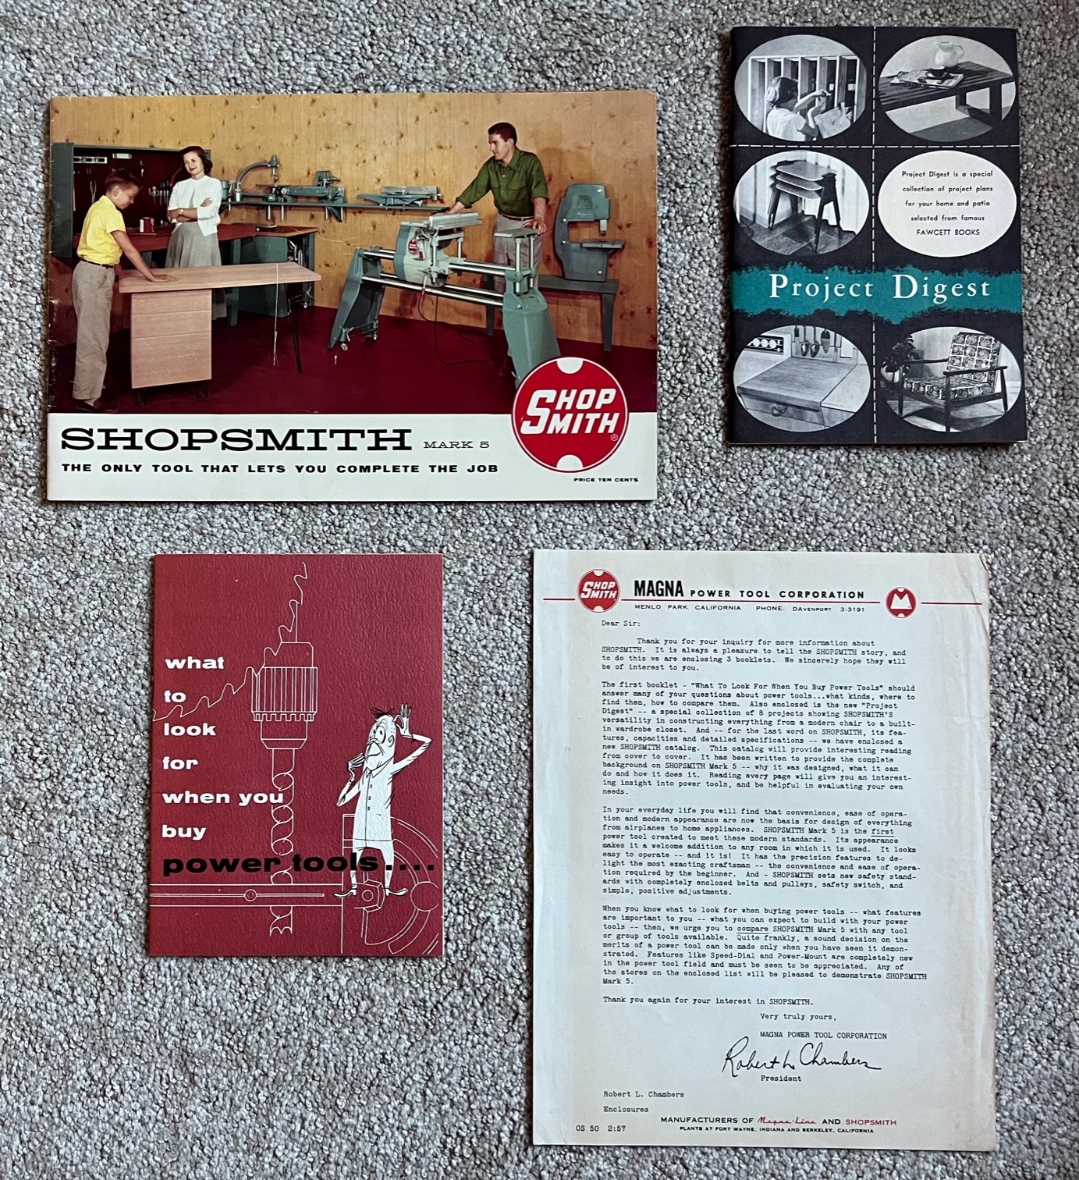 SHOP
SMITH
®
SHOPSMITH MARK 5
THE ONLY TOOL THAT LETS YOU COMPLETE THE JOB
PRICE TEN CENTS
Project Digest is a special
collection of project plans
for your home and patio
selected from famous
FAWCETT BOOKS
Project Digest
what
to
look
for
when you
buy
power tools....
SHOP
SMITH
MAGNA POWER TOOL CORPORATION
MENLO PARK, CALIFORNIA PHONE: DAVENPORT 3-3191
Dear Sir:
Thank you for your inquiry for more information about
SHOPSMITH. It is always a pleasure to tell the SHOPSMITH story, and
to do this we are enclosing 3 booklets. We sincerely hope they will
be of interest to you.
The first booklet - "What To Look For When You Buy Power Tools" should
answer many of your questions about power tools...what kinds, where to
find them, how to compare them. Also enclosed is the new "Project
Digest" -- a special collection of 8 projects showing SHOPSMITH'S
versatility in constructing everything from a modern chair to a built-
in wardrobe closet. And -- for the last word on SHOPSMITH, its fea-
tures, capacities and detailed specifications -- we have enclosed a
new SHOPSMITH catalog. This catalog will provide interesting reading
from cover to cover. It has been written to provide the complete
background on SHOPSMITH Mark 5 -- why it was designed, what it can
do and how it does it. Reading every page will give you an interest-
ing insight into power tools, and be helpful in evaluating your own
needs.
In your everyday life you will find that convenience, ease of opera-
tion and modern appearance are now the basis for design of everything
from airplanes to home appliances. SHOPSMITH Mark 5 is the first
power tool created to meet these modern standards. Its appearance
makes it a welcome addition to any room in which it is used. It looks
easy to operate -- and it is! It has the precision features to de-
light the most exacting craftsman -- the convenience and ease of opera-
tion required by the beginner. And - SHOPSMITH sets new safety stand-
ards with completely enclosed belts and pulleys, safety switch, and
simple, positive adjustments.
When you know what to look for when buying power tools -- what features
are important to you -- what you can expect to build with your power
tools -- then, we urge you to compare SHOPSMITH Mark 5 with any tool
or group of tools available. Quite frankly, a sound decision on the
merits of a power tool can be made only when you have seen it demon-
strated. Features like Speed-Dial and Power-Mount are completely new
in the power tool field and must be seen to be appreciated. Any of
the stores on the enclosed list will be pleased to demonstrate SHOPSMITH
Mark 5.
Thank you again for your interest in SHOPSMITH.
Very truly yours,
MAGNA POWER TOOL CORPORATION
Robert L Chambers
President
Robert L. Chambers
Enclosures
MANUFACTURERS OF Magna-Line AND SHOPSMITH
PLANTS AT FORT WAYNE, INDIANA AND BERKELEY, CALIFORNIA
OS 50 2:57